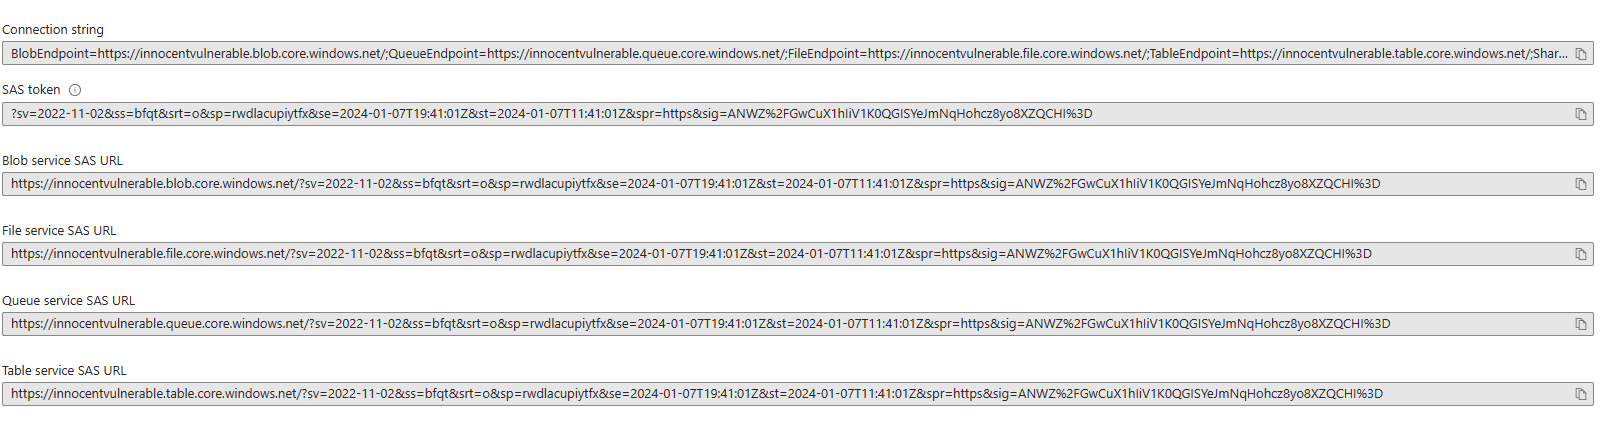 Connection string
BlobEndpoint=https://innocentvulnerable.blob.core.windows.net/;QueueEndpoint=https://innocentvulnerable.queue.core.windows.net/;FileEndpoint=https://innocentvulnerable.file.core.windows.net/;TableEndpoint=https://innocentvulnerable.table.core.windows.net/;Shar...
SAS token
?sv=2022-11-02&ss=bfqt&srt=o&sp=rwdlacupiytfx&se=2024-01-07T19:41:01Z&st=2024-01-07T11:41:01Z&spr=https&sig=ANWZ%2FGwCuX1hIiV1K0QGISYeJmNqHohcz8yo8XZQCHI%3D
Blob service SAS URL
https://innocentvulnerable.blob.core.windows.net/?sv=2022-11-02&ss=bfqt&srt=o&sp=rwdlacupiytfx&se=2024-01-07T19:41:01Z&st=2024-01-07T11:41:01Z&spr=https&sig=ANWZ%2FGwCuX1hIiV1K0QGISYeJmNqHohcz8yo8XZQCHI%3D
File service SAS URL
https://innocentvulnerable.file.core.windows.net/?sv=2022-11-02&ss=bfqt&srt=o&sp=rwdlacupiytfx&se=2024-01-07T19:41:01Z&st=2024-01-07T11:41:01Z&spr=https&sig=ANWZ%2FGwCuX1hIiV1K0QGISYeJmNqHohcz8yo8XZQCHI%3D
Queue service SAS URL
https://innocentvulnerable.queue.core.windows.net/?sv=2022-11-02&ss=bfqt&srt=o&sp=rwdlacupiytfx&se=2024-01-07T19:41:01Z&st=2024-01-07T11:41:01Z&spr=https&sig=ANWZ%2FGwCuX1hIiV1K0QGISYeJmNqHohcz8yo8XZQCHI%3D
Table service SAS URL
https://innocentvulnerable.table.core.windows.net/?sv=2022-11-02&ss=bfqt&srt=o&sp=rwdlacupiytfx&se=2024-01-07T19:41:01Z&st=2024-01-07T11:41:01Z&spr=https&sig=ANWZ%2FGwCuX1hIiV1K0QGISYeJmNqHohcz8yo8XZQCHI%3D